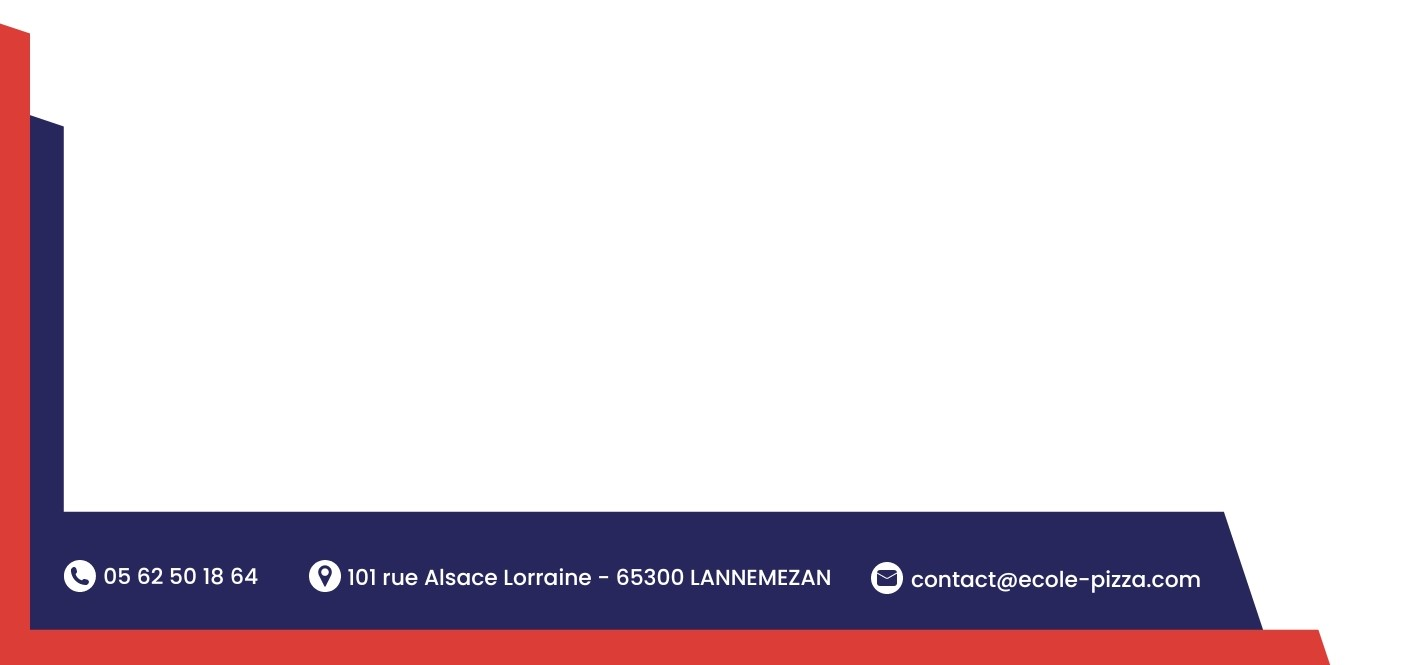 05 62 50 18 64
101 rue Alsace Lorraine - 65300 LANNEMEZAN
contact@ecole-pizza.com